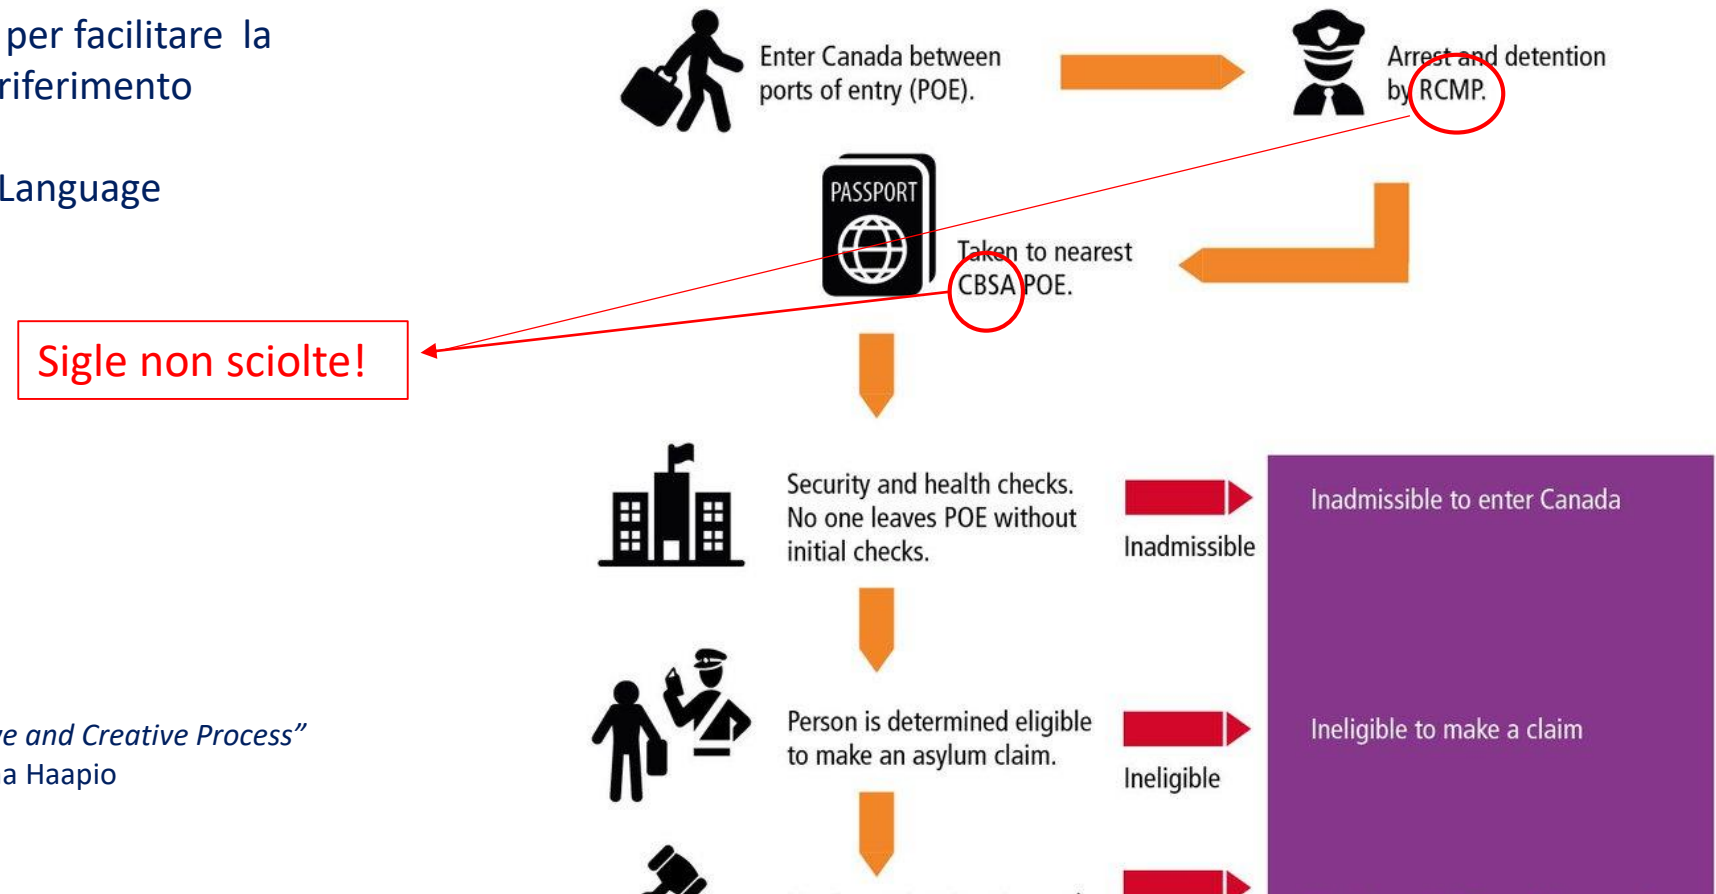 per facilitare la
riferimento
Language
Enter Canada between
ports of entry (POE).
Arrest and detention
by RCMP.
PASSPORT
Taken to nearest
CBSA POE.
Sigle non sciolte!
Security and health checks.
No one leaves POE without
initial checks.
Inadmissible
Inadmissible to enter Canada
Person is determined eligible
to make an asylum claim.
Ineligible
Ineligible to make a claim
and Creative Process”
Haapio